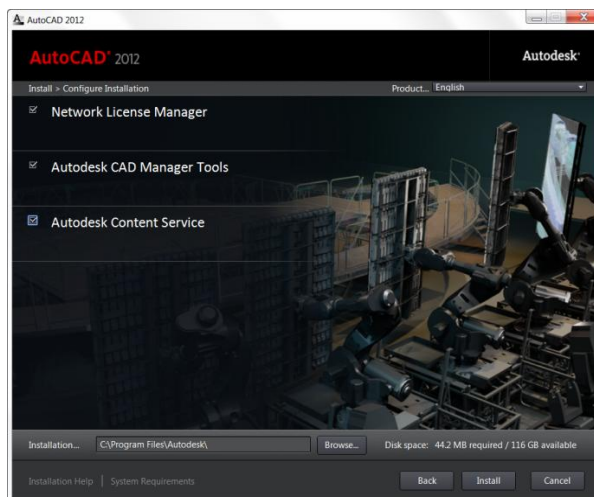 AutoCAD 2012
AutoCAD® 2012
Autodesk®
Install > Configure Installation
Product... English
Network License Manager
Autodesk CAD Manager Tools
Autodesk Content Service
Installation... C:\Program Files\Autodesk\ Browse... Disk space: 44.2 MB required / 116 GB available
Installation Help | System Requirements Back Install Cancel